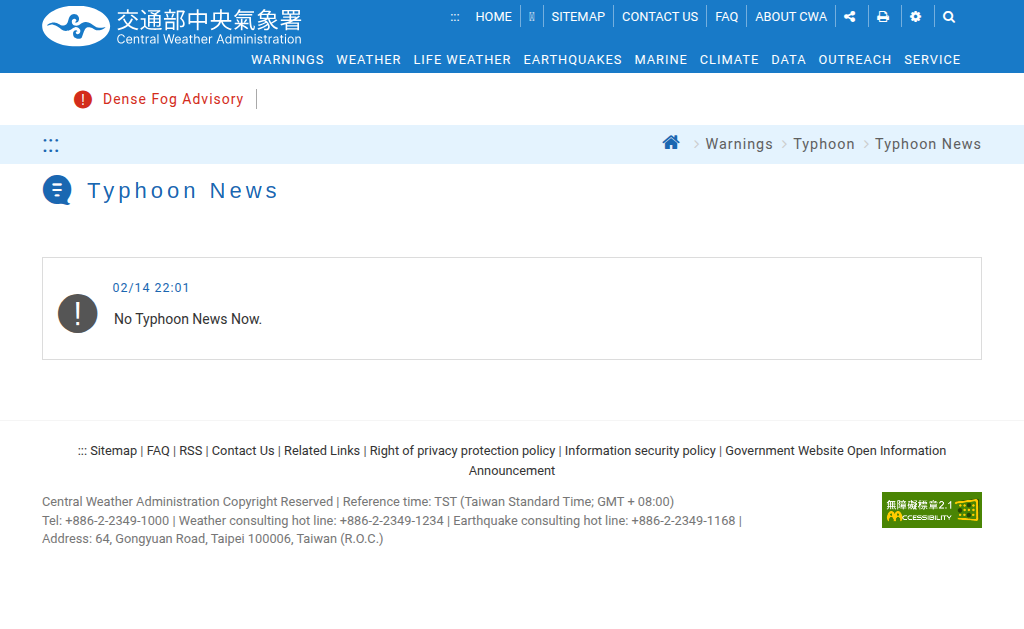 交通部中央氣象署
Central Weather Administration
::: HOME SITEMAP CONTACT US FAQ ABOUT CWA
WARNINGS WEATHER LIFE WEATHER EARTHQUAKES MARINE CLIMATE DATA OUTREACH SERVICE
Dense Fog Advisory
::: Warnings Typhoon Typhoon News
Typhoon News
02/14 22:01
No Typhoon News Now.
::: Sitemap | FAQ | RSS | Contact Us | Related Links | Right of privacy protection policy | Information security policy | Government Website Open Information
Announcement
Central Weather Administration Copyright Reserved | Reference time: TST (Taiwan Standard Time; GMT + 08:00)
Tel: +886-2-2349-1000 | Weather consulting hot line: +886-2-2349-1234 | Earthquake consulting hot line: +886-2-2349-1168 |
Address: 64, Gongyuan Road, Taipei 100006, Taiwan (R.O.C.)
無障礙標章2.1
AACCESSIBILITY